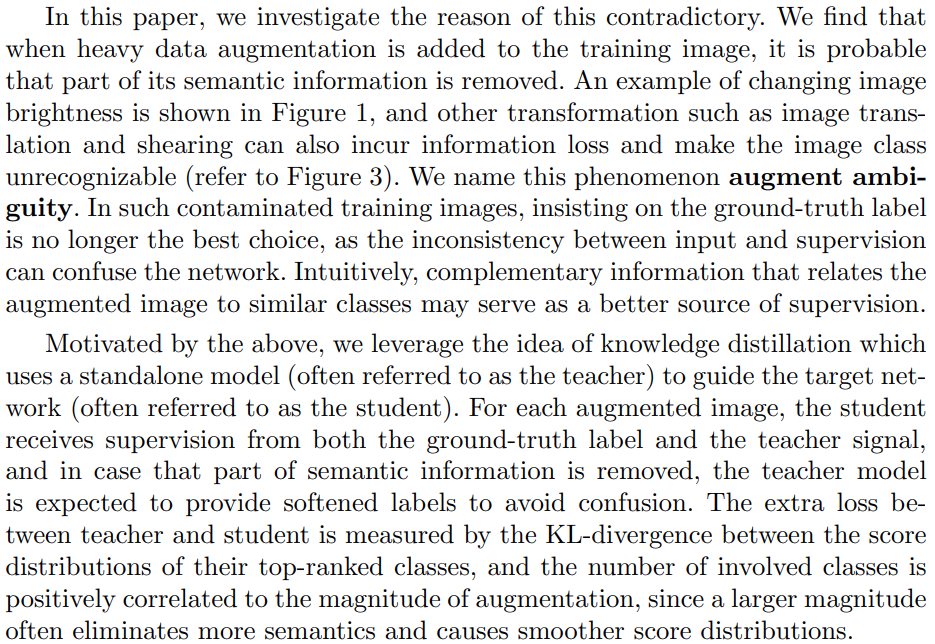 In this paper, we investigate the reason of this contradictory. We find that
when heavy data augmentation is added to the training image, it is probable
that part of its semantic information is removed. An example of changing image
brightness is shown in Figure 1, and other transformation such as image trans-
lation and shearing can also incur information loss and make the image class
unrecognizable (refer to Figure 3). We name this phenomenon augment ambi-
guity. In such contaminated training images, insisting on the ground-truth label
is no longer the best choice, as the inconsistency between input and supervision
can confuse the network. Intuitively, complementary information that relates the
augmented image to similar classes may serve as a better source of supervision.
Motivated by the above, we leverage the idea of knowledge distillation which
uses a standalone model (often referred to as the teacher) to guide the target net-
work (often referred to as the student). For each augmented image, the student
receives supervision from both the ground-truth label and the teacher signal,
and in case that part of semantic information is removed, the teacher model
is expected to provide softened labels to avoid confusion. The extra loss be-
tween teacher and student is measured by the KL-divergence between the score
distributions of their top-ranked classes, and the number of involved classes is
positively correlated to the magnitude of augmentation, since a larger magnitude
often eliminates more semantics and causes smoother score distributions.